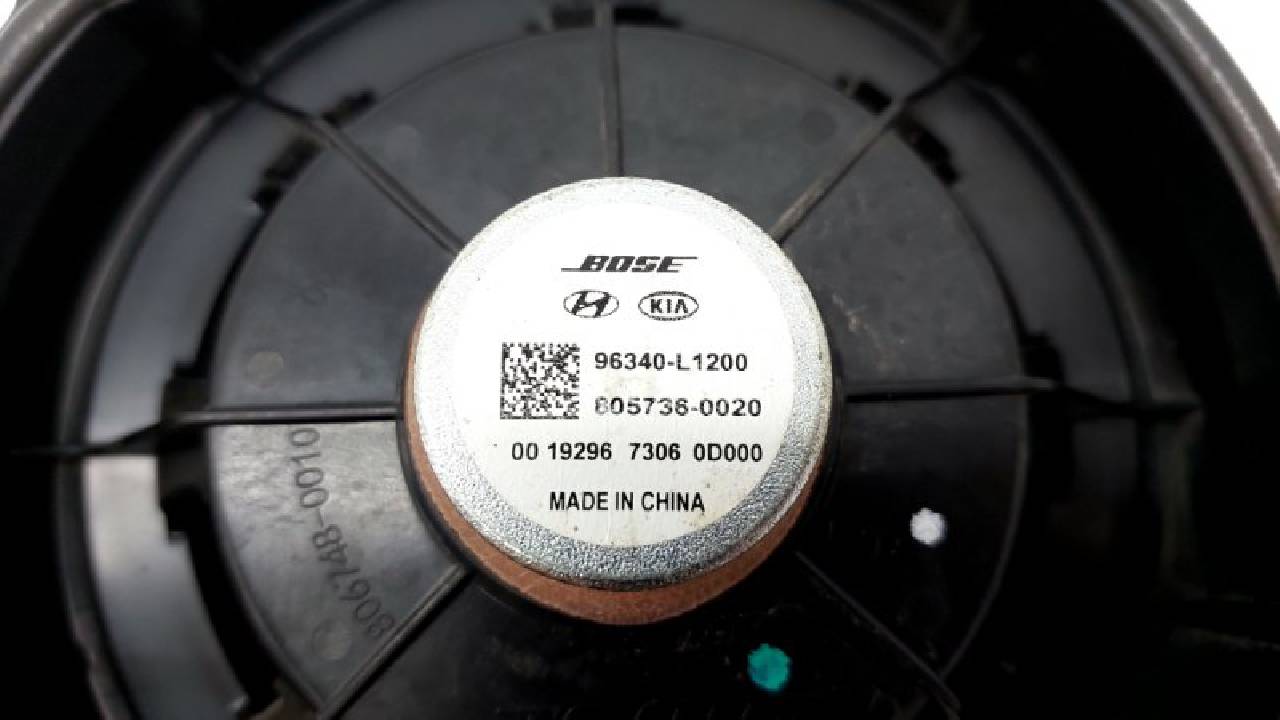 BOSE
KIA
96340-L1200
805736-0020
00 19296 7306 0D000
MADE IN CHINA
806748-0010